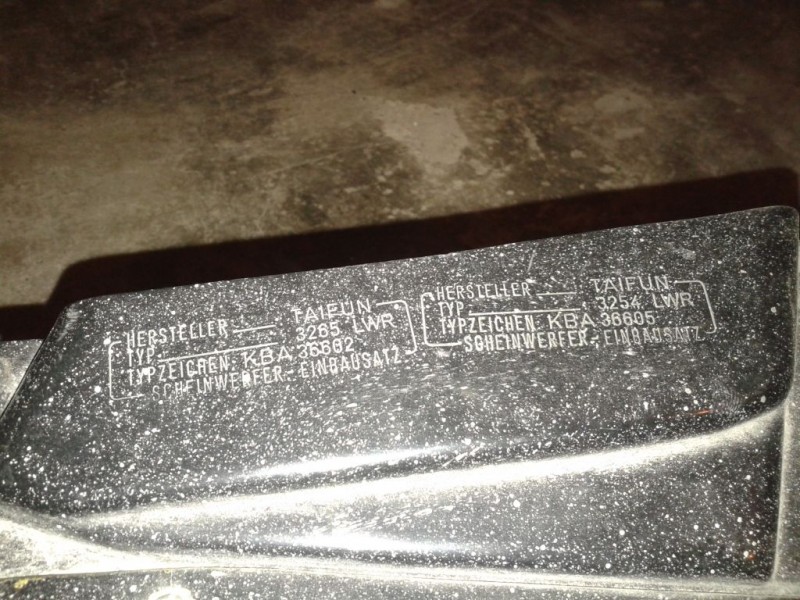 HERSTELLER TAIFUN
TYP 3265 LWR
TYPZEICHEN KBA 36602
SCHEINWERFER-EINBAUSATZ
HERSTELLER TAIFUN
TYP 3254 LWR
TYPZEICHEN KBA 36605
SCHEINWERFER-EINBAUSATZ